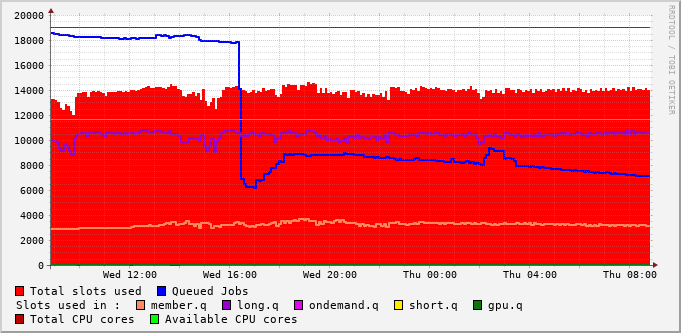 RRDTOOL / TOBI OETIKER
20000
18000
16000
14000
12000
10000
8000
6000
4000
2000
0
Wed 12:00 Wed 16:00 Wed 20:00 Thu 00:00 Thu 04:00 Thu 08:00
Total slots used Queued Jobs
Slots used in : member.q long.q ondemand.q short.q gpu.q
Total CPU cores Available CPU cores